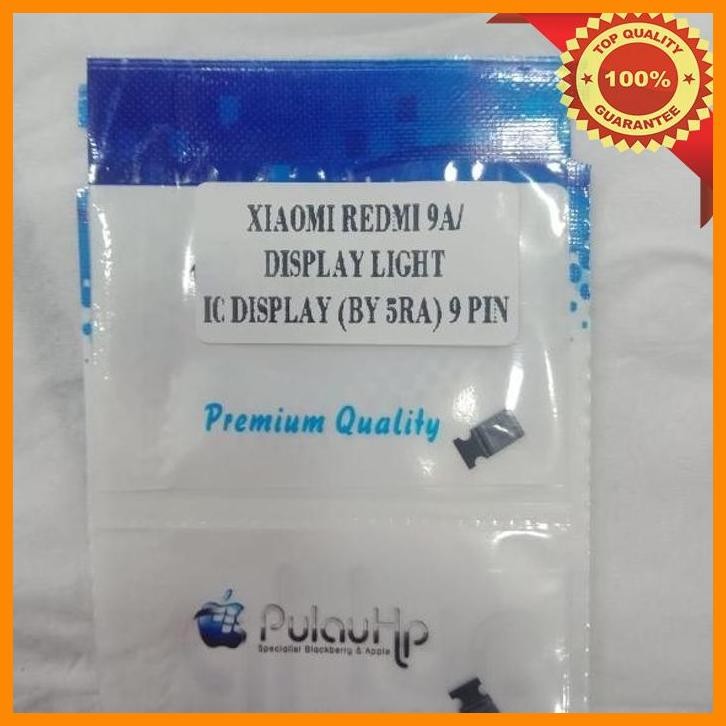 TOP QUALITY
100%
GUARANTEE
XIAOMI REDMI 9A/
DISPLAY LIGHT
IC DISPLAY (BY 5RA) 9 PIN
Premium Quality
PulauHp
Specialist Blackberry & Apple